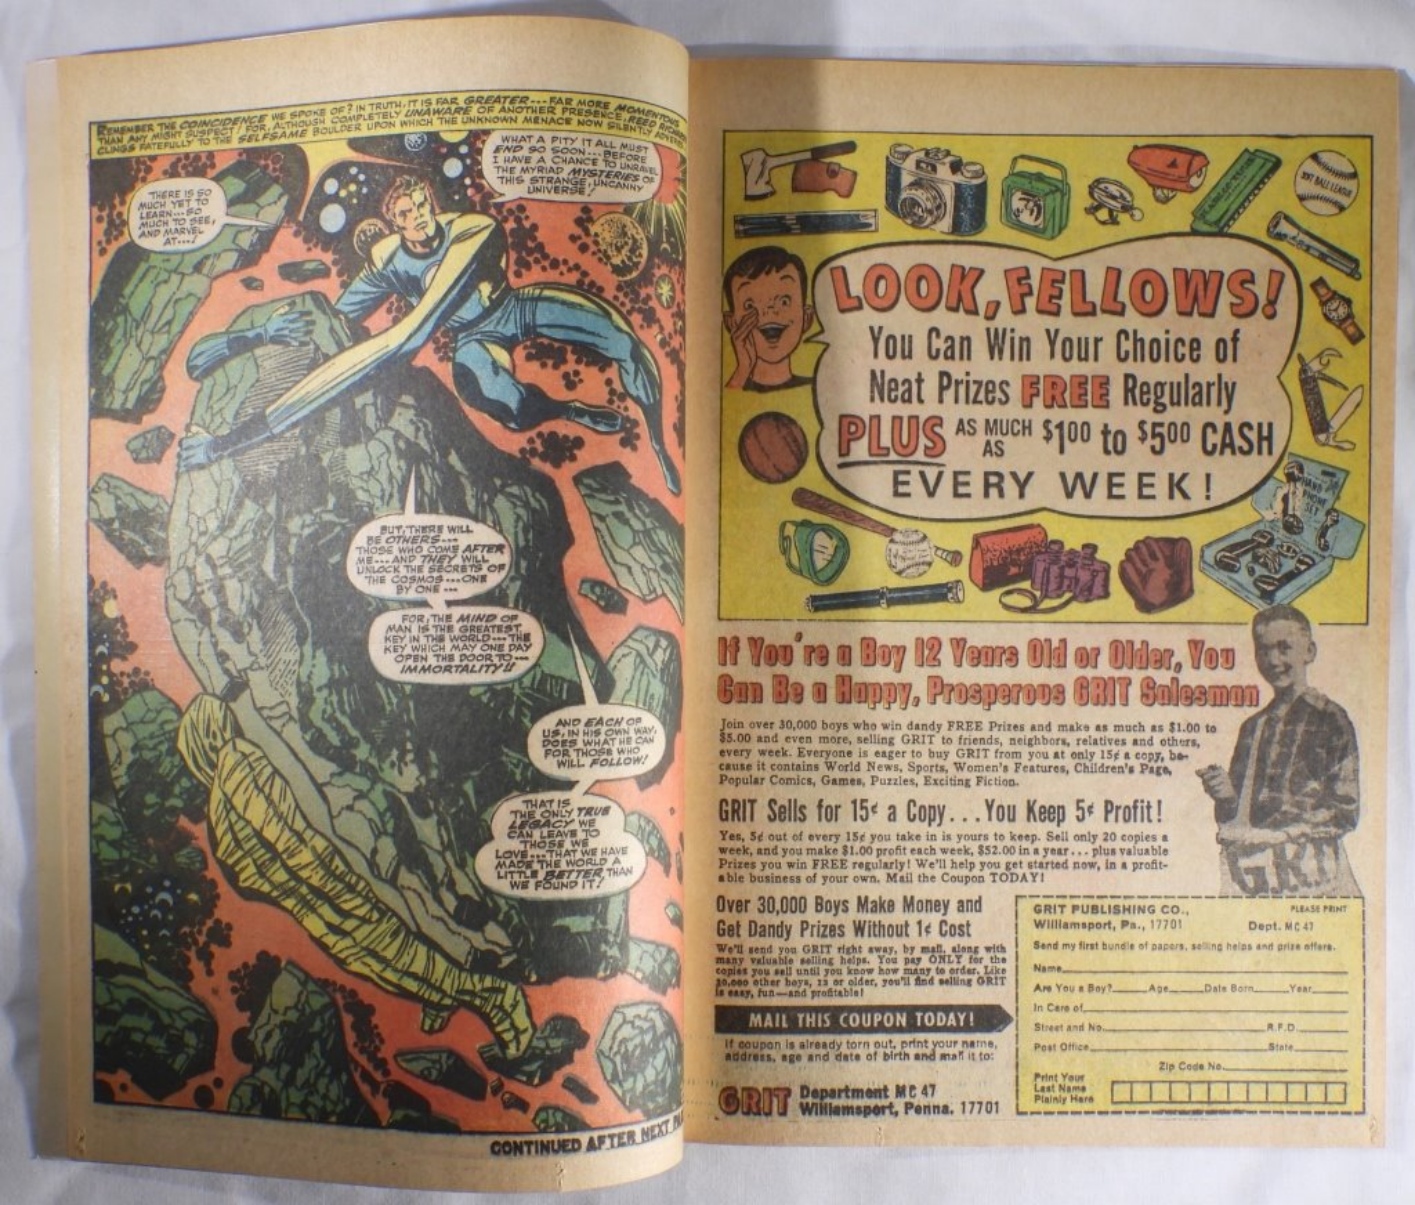 REMEMBER THE COINCIDENCE WE SPOKE OF? IN TRUTH, IT IS FAR GREATER---FAR MORE MOMENTOUS
THAN ANY MIGHT SUSPECT! FOR, ALTHOUGH COMPLETELY UNAWARE OF ANOTHER PRESENCE, REED
CLINGS FATEFULLY TO THE SELFSAME BOULDER UPON WHICH THE UNKNOWN MENACE NOW SILENTLY
THERE IS SO
MUCH YET TO
LEARN---SO
MUCH TO SEE,
AND MARVEL
AT---!
WHAT A PITY IT ALL MUST
END SO SOON---BEFORE
I HAVE A CHANCE TO UNRAVEL
THE MYRIAD MYSTERIES OF
THIS STRANGE, UNCANNY
UNIVERSE!
BUT, THERE WILL
BE OTHERS---
THOSE WHO COME AFTER
ME---AND THEY WILL
UNLOCK THE SECRETS OF
THE COSMOS---ONE
BY ONE---
FOR, THE MIND OF
MAN IS THE GREATEST
KEY IN THE WORLD---THE
KEY WHICH MAY ONE DAY
OPEN THE DOOR TO---
IMMORTALITY!!
AND EACH OF
US, IN HIS OWN WAY,
DOES WHAT HE CAN
FOR THOSE WHO
WILL FOLLOW!
THAT IS
THE ONLY TRUE
LEGACY WE
CAN LEAVE TO
THOSE WE
LOVE---THAT WE HAVE
MADE THE WORLD A
LITTLE BETTER, THAN
WE FOUND IT!
CONTINUED AFTER NEXT
LOOK, FELLOWS!
You Can Win Your Choice of
Neat Prizes FREE Regularly
PLUS AS MUCH AS $1.00 to $5.00 CASH
EVERY WEEK!
If You're a Boy 12 Years Old or Older, You
Can Be a Happy, Prosperous GRIT Salesman
Join over 30,000 boys who win dandy FREE Prizes and make as much as $1.00 to
$5.00 and even more, selling GRIT to friends, neighbors, relatives and others,
every week. Everyone is eager to buy GRIT from you at only 15¢ a copy, be-
cause it contains World News, Sports, Women's Features, Children's Page,
Popular Comics, Games, Puzzles, Exciting Fiction.
GRIT Sells for 15¢ a Copy...You Keep 5¢ Profit!
Yes, 5¢ out of every 15¢ you take in is yours to keep. Sell only 20 copies a
week, and you make $1.00 profit each week, $52.00 in a year... plus valuable
Prizes you win FREE regularly! We'll help you get started now, in a profit-
able business of your own. Mail the Coupon TODAY!
GRIT
Over 30,000 Boys Make Money and
Get Dandy Prizes Without 1¢ Cost
We'll send you GRIT right away, by mail, along with
many valuable selling helps. You pay ONLY for the
copies you sell until you know how many to order. Like
30,000 other boys, 12 or older, you'll find selling GRIT
is easy, fun—and profitable!
MAIL THIS COUPON TODAY!
If coupon is already torn out, print your name,
address, age and date of birth and mail it to:
GRIT Department MC 47
Williamsport, Penna. 17701
GRIT PUBLISHING CO., PLEASE PRINT
Williamsport, Pa., 17701 Dept. MC 47
Send my first bundle of papers, selling helps and prize offers.
Name
Are You a Boy? Age Date Born Year
In Care of
Street and No. R.F.D.
Post Office State
Zip Code No.
Print Your
Last Name
Plainly Here